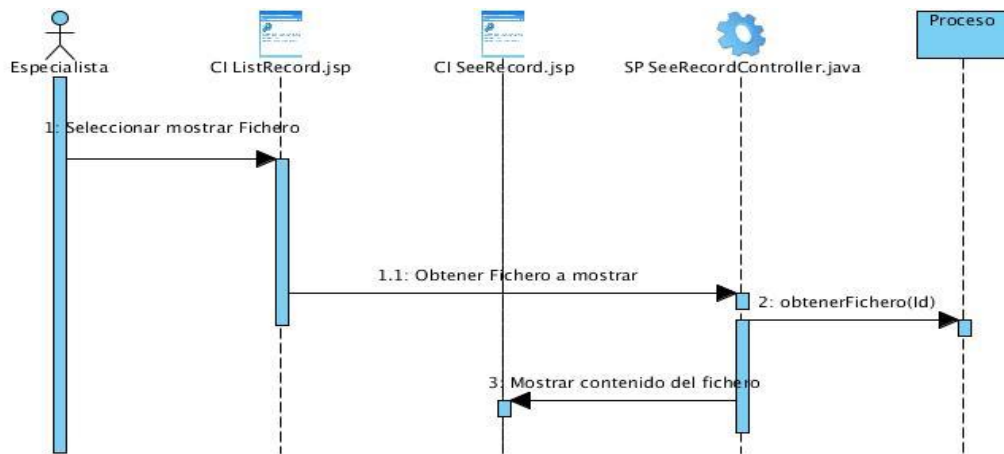 Proceso
Especialista
CI ListRecord.jsp
CI SeeRecord.jsp
SP SeeRecordController.java
1: Seleccionar mostrar Fichero
1.1: Obtener Fichero a mostrar
2: obtenerFichero(Id)
3: Mostrar contenido del fichero